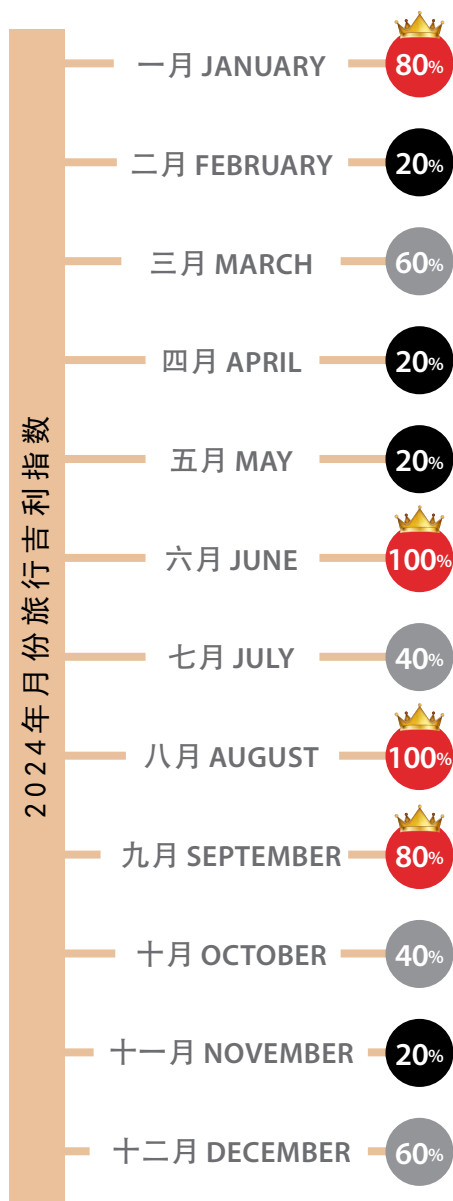 2024年月份旅行吉利指数
一月 JANUARY 80%
二月 FEBRUARY 20%
三月 MARCH 60%
四月 APRIL 20%
五月 MAY 20%
六月 JUNE 100%
七月 JULY 40%
八月 AUGUST 100%
九月 SEPTEMBER 80%
十月 OCTOBER 40%
十一月 NOVEMBER 20%
十二月 DECEMBER 60%